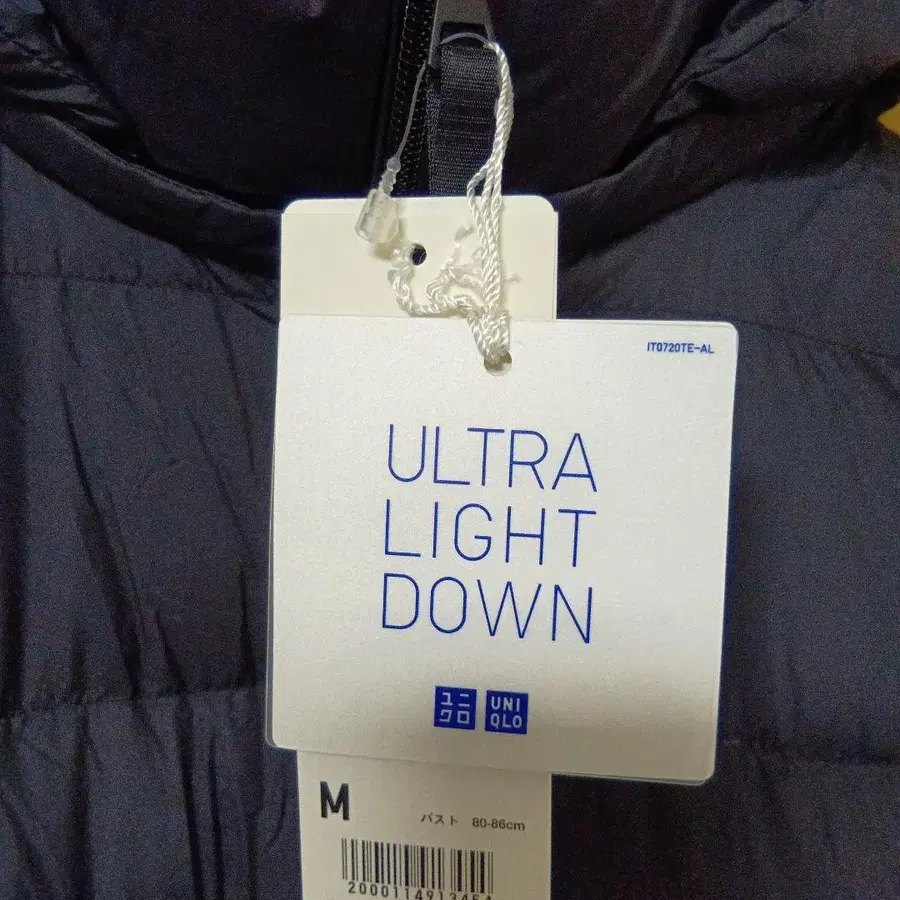 IT0720TE-AL
ULTRA
LIGHT
DOWN
ユニ
クロ
UNI
QLO
M
バスト 80-86cm